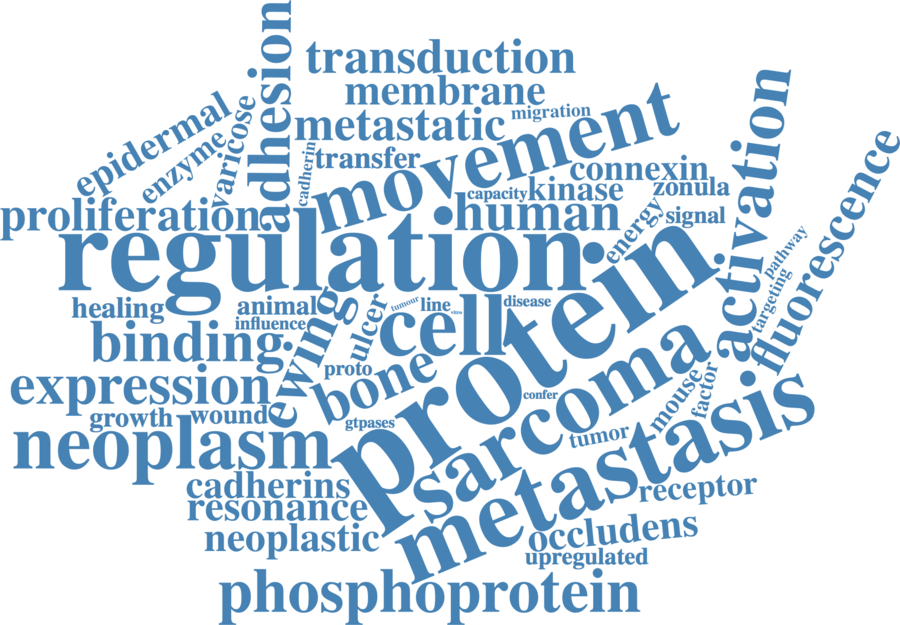 adhesion
transduction
membrane
activation
epidermal
enzyme
varicose
metastatic
migration
movement
cadherin
transfer
connexin
fluorescence
proliferation
capacity
kinase
zonula
human
signal
energy
regulation
pathway
targeting
healing
animal
influence
ewing
ulcer
tumour
line
vitro
disease
cell
protein
binding
proto
bone
expression
confer
sarcoma
mouse
factor
growth
wound
gtpases
tumor
neoplasm
metastasis
cadherins
receptor
resonance
neoplastic
occludens
upregulated
phosphoprotein